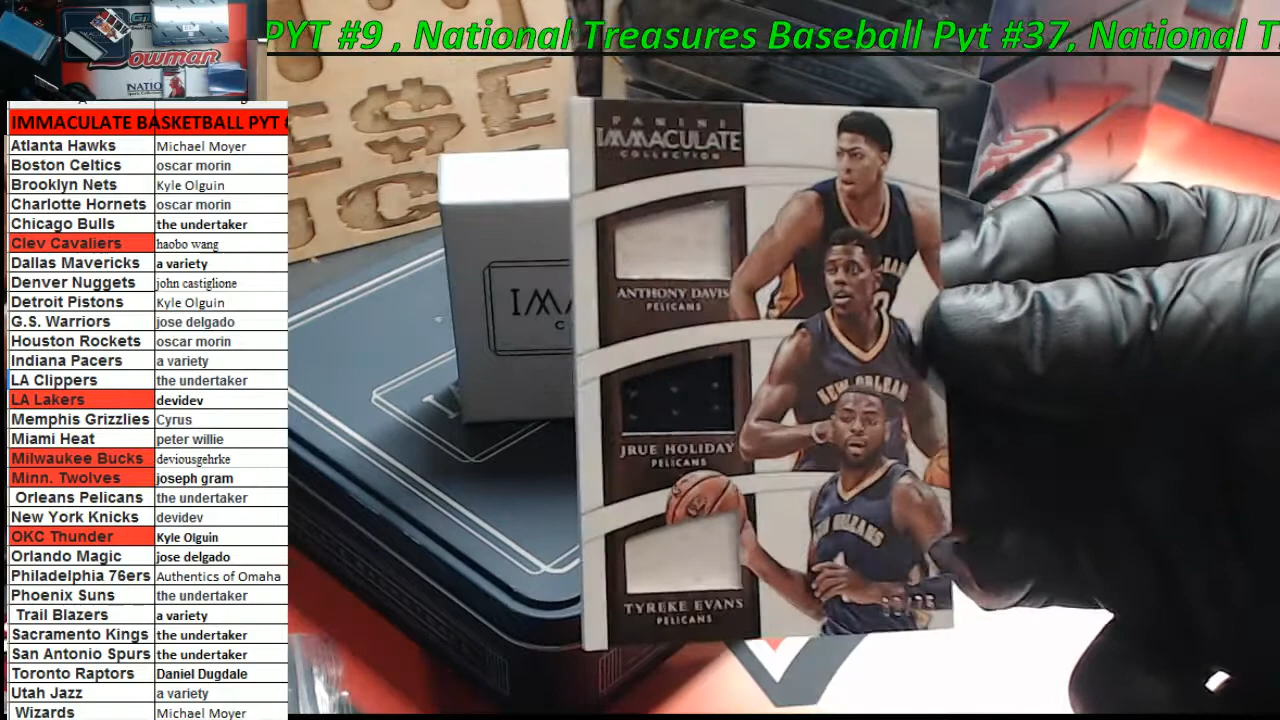 PYT #9 , National Treasures Baseball Pyt #37, National T
Bowman
IMMACULATE BASKETBALL PYT #
Atlanta Hawks Michael Moyer
Boston Celtics oscar morin
Brooklyn Nets Kyle Olguin
Charlotte Hornets oscar morin
Chicago Bulls the undertaker
Clev Cavaliers haobo wang
Dallas Mavericks a variety
Denver Nuggets john castiglione
Detroit Pistons Kyle Olguin
G.S. Warriors jose delgado
Houston Rockets oscar morin
Indiana Pacers a variety
LA Clippers the undertaker
LA Lakers devidev
Memphis Grizzlies Cyrus
Miami Heat peter willie
Milwaukee Bucks deviousgehrke
Minn. Twolves joseph gram
Orleans Pelicans the undertaker
New York Knicks devidev
OKC Thunder Kyle Olguin
Orlando Magic jose delgado
Philadelphia 76ers Authentics of Omaha
Phoenix Suns the undertaker
Trail Blazers a variety
Sacramento Kings the undertaker
San Antonio Spurs the undertaker
Toronto Raptors Daniel Dugdale
Utah Jazz a variety
Wizards Michael Moyer
PANINI
IMMACULATE
COLLECTION
ANTHONY DAVIS
PELICANS
JRUE HOLIDAY
PELICANS
TYREKE EVANS
PELICANS
NEW ORLEAN
NEW ORLEANS